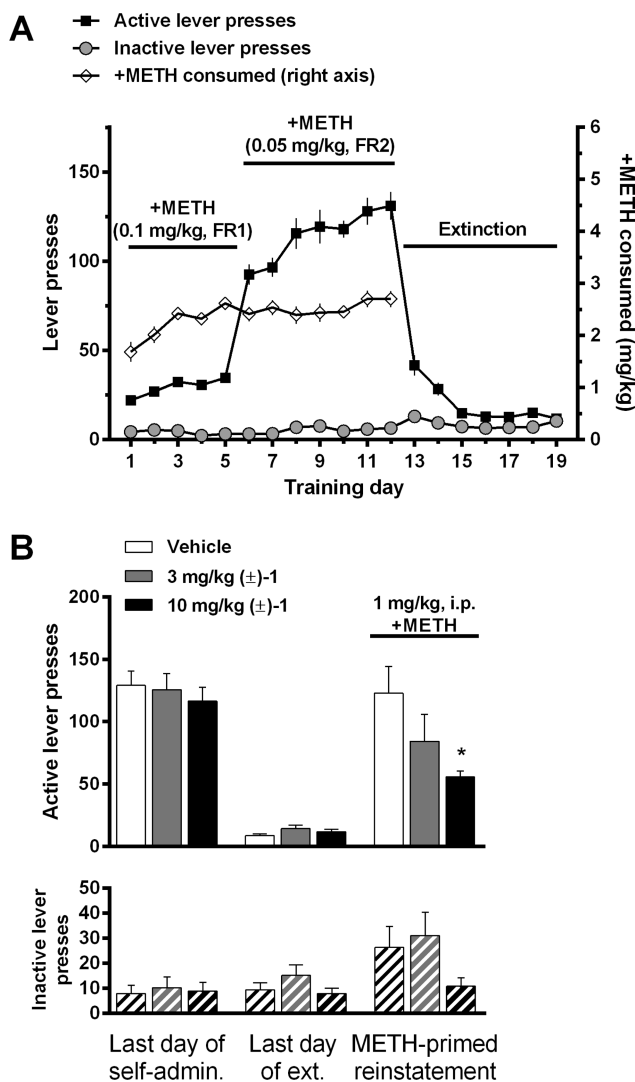 A
Active lever presses
Inactive lever presses
+METH consumed (right axis)
+METH
(0.05 mg/kg, FR2)
+METH
(0.1 mg/kg, FR1)
Extinction
Lever presses
150
100
50
0
+METH consumed (mg/kg)
6
5
4
3
2
1
0
1 3 5 7 9 11 13 15 17 19
Training day
B
Vehicle
3 mg/kg (±)-1
10 mg/kg (±)-1
1 mg/kg, i.p.
+METH
Active lever presses
200
150
100
50
0
*
Inactive lever
presses
50
40
30
20
10
0
Last day of
self-admin.
Last day
of ext.
METH-primed
reinstatement